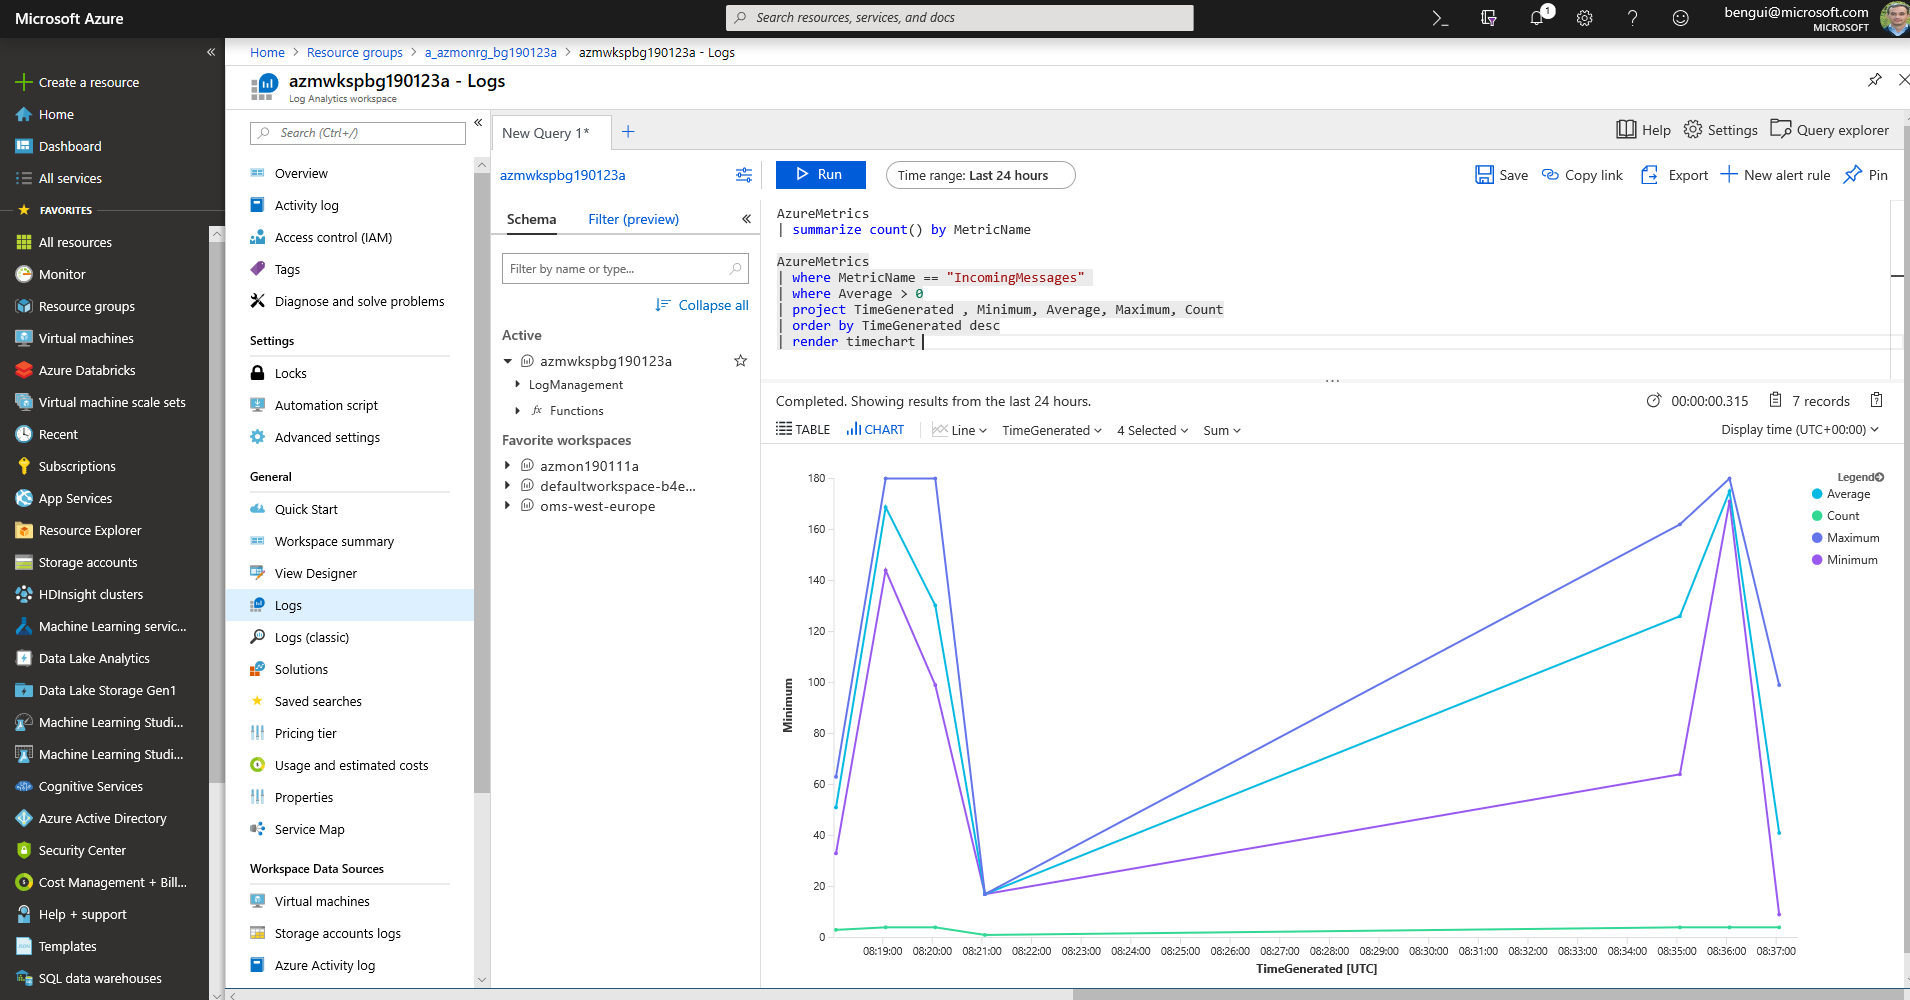 Microsoft Azure
Search resources, services, and docs
1
bengui@microsoft.com
MICROSOFT
Create a resource
Home
Dashboard
All services
FAVORITES
All resources
Monitor
Resource groups
Virtual machines
Azure Databricks
Virtual machine scale sets
Recent
Subscriptions
App Services
Resource Explorer
Storage accounts
HDInsight clusters
Machine Learning servic...
Data Lake Analytics
Data Lake Storage Gen1
Machine Learning Studi...
Machine Learning Studi...
Cognitive Services
Azure Active Directory
Security Center
Cost Management + Bill...
Help + support
Templates
SQL data warehouses
Home > Resource groups > a_azmonrg_bg190123a > azmwkspbg190123a - Logs
azmwkspbg190123a - Logs
Log Analytics workspace
Search (Ctrl+/)
Overview
Activity log
Access control (IAM)
Tags
Diagnose and solve problems
Settings
Locks
Automation script
Advanced settings
General
Quick Start
Workspace summary
View Designer
Logs
Logs (classic)
Solutions
Saved searches
Pricing tier
Usage and estimated costs
Properties
Service Map
Workspace Data Sources
Virtual machines
Storage accounts logs
Azure Activity log
New Query 1*
Help
Settings
Query explorer
azmwkspbg190123a
Run
Time range: Last 24 hours
Save
Copy link
Export
New alert rule
Pin
Schema
Filter (preview)
Filter by name or type...
Collapse all
Active
azmwkspbg190123a
LogManagement
fx Functions
Favorite workspaces
azmon190111a
defaultworkspace-b4e...
oms-west-europe
AzureMetrics
| summarize count() by MetricName
AzureMetrics
| where MetricName == "IncomingMessages"
| where Average > 0
| project TimeGenerated , Minimum, Average, Maximum, Count
| order by TimeGenerated desc
| render timechart
Completed. Showing results from the last 24 hours.
00:00:00.315
7 records
TABLE
CHART
Line
TimeGenerated
4 Selected
Sum
Display time (UTC+00:00)
180
160
140
120
100
80
60
40
20
0
Minimum
Legend
Average
Count
Maximum
Minimum
08:19:00 08:20:00 08:21:00 08:22:00 08:23:00 08:24:00 08:25:00 08:26:00 08:27:00 08:28:00 08:29:00 08:30:00 08:31:00 08:32:00 08:33:00 08:34:00 08:35:00 08:36:00 08:37:00
TimeGenerated [UTC]